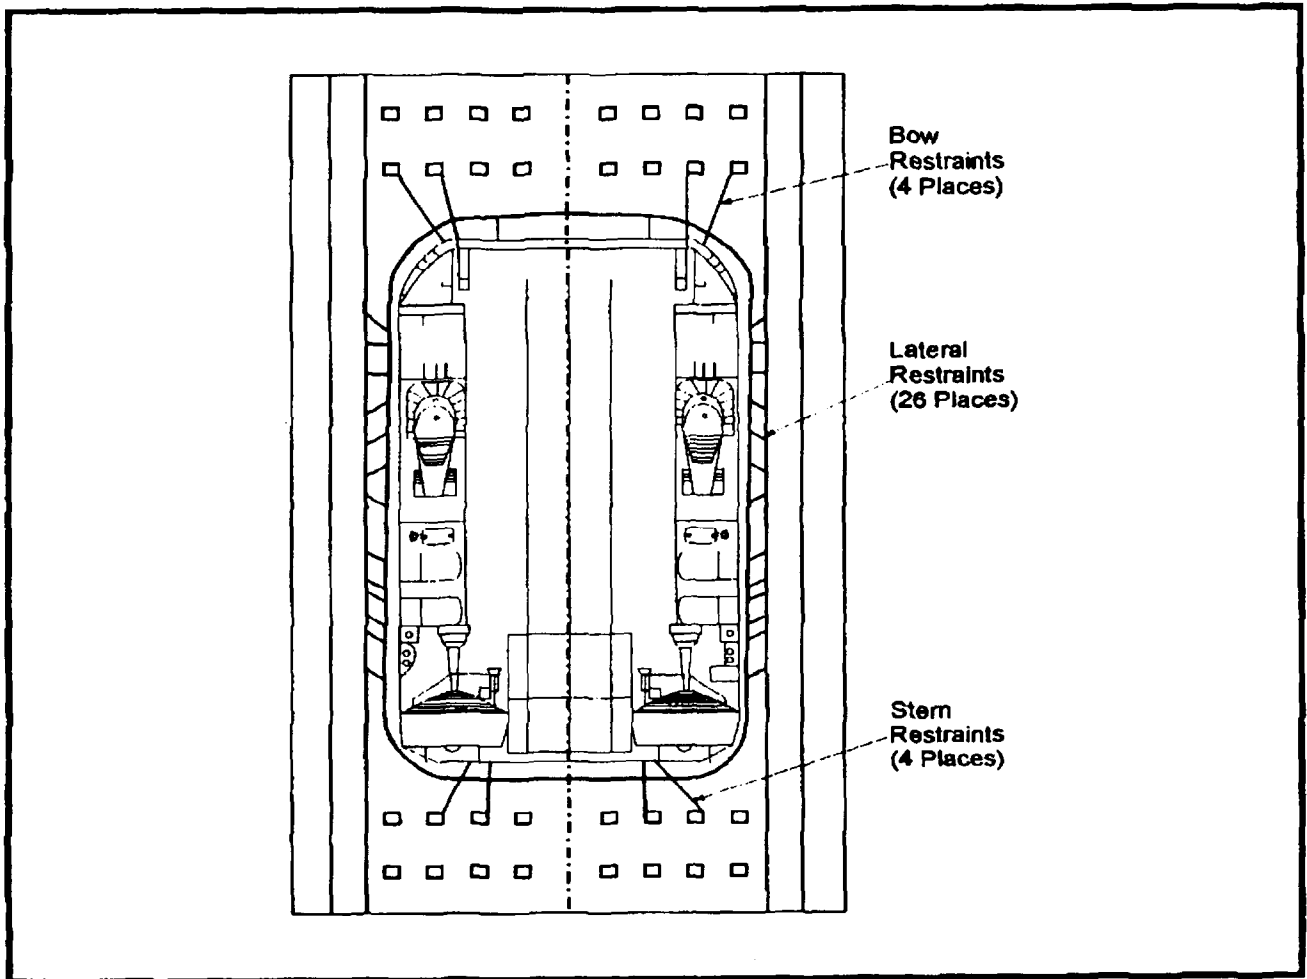 Bow
Restraints
(4 Places)
Lateral
Restraints
(26 Places)
Stern
Restraints
(4 Places)